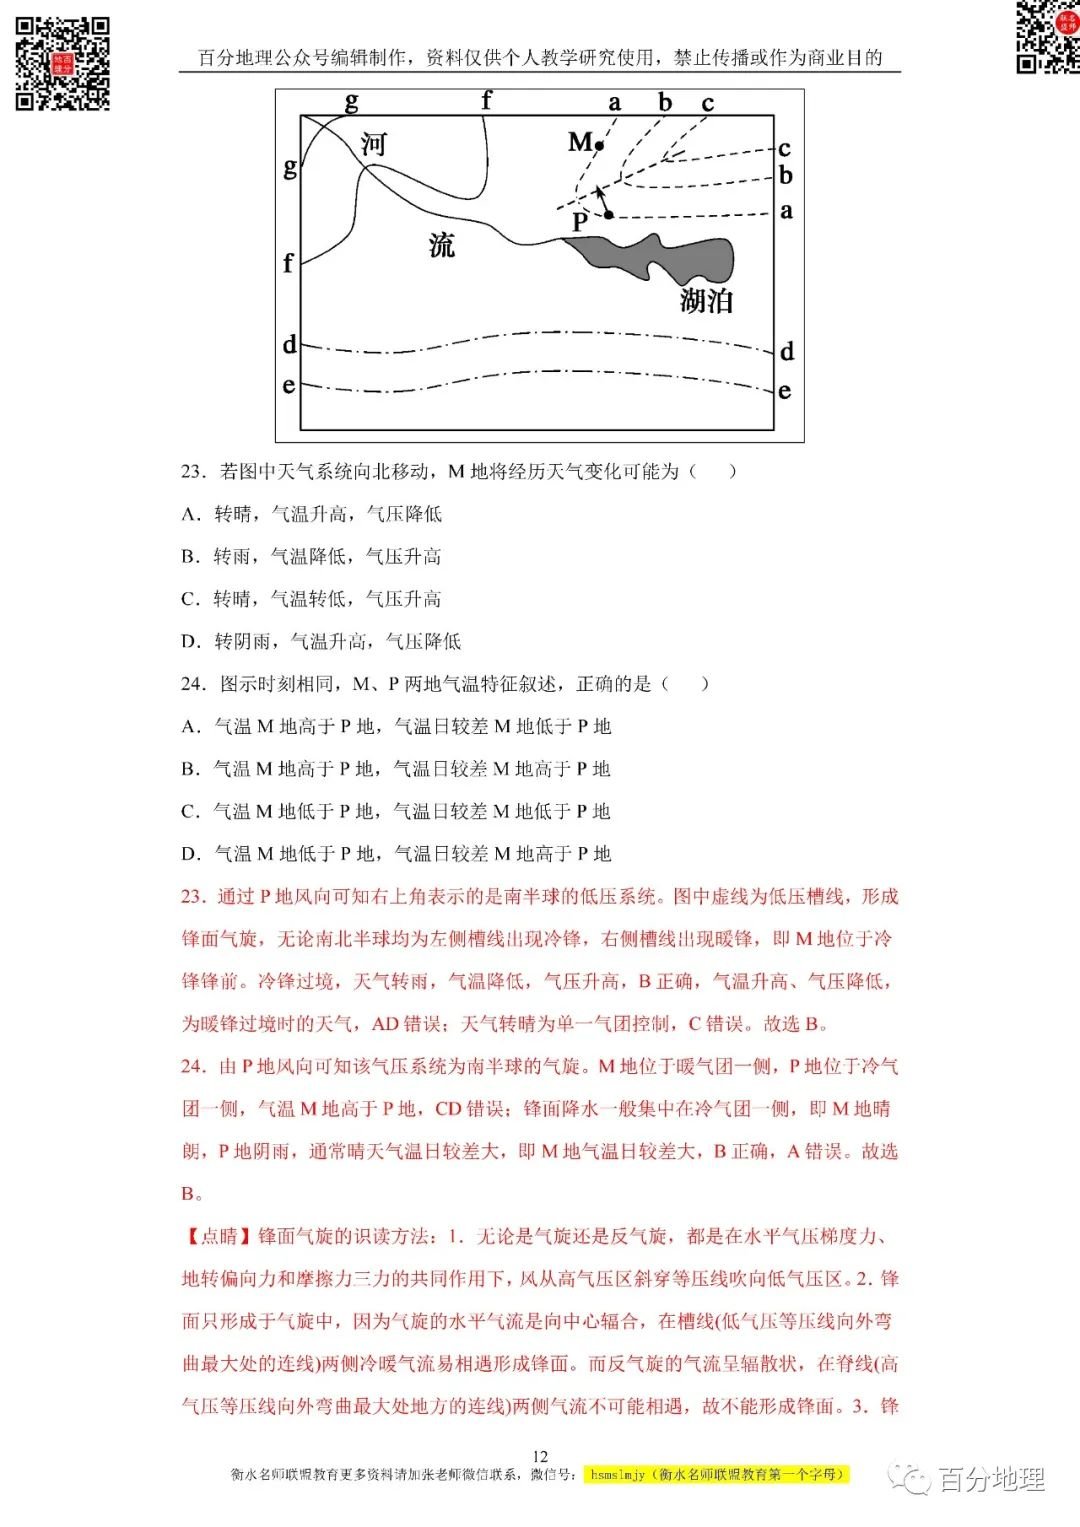 百分地理公众号编辑制作，资料仅供个人教学研究使用，禁止传播或作为商业目的
g f a b c
河 M
g c
b
P a
f 流
湖泊
d d
e e
23．若图中天气系统向北移动，M 地将经历天气变化可能为（　　）
A．转晴，气温升高，气压降低
B．转雨，气温降低，气压升高
C．转晴，气温转低，气压升高
D．转阴雨，气温升高，气压降低
24．图示时刻相同，M、P 两地气温特征叙述，正确的是（　　）
A．气温 M 地高于 P 地，气温日较差 M 地低于 P 地
B．气温 M 地高于 P 地，气温日较差 M 地高于 P 地
C．气温 M 地低于 P 地，气温日较差 M 地低于 P 地
D．气温 M 地低于 P 地，气温日较差 M 地高于 P 地
23．通过 P 地风向可知右上角表示的是南半球的低压系统。图中虚线为低压槽线，形成
锋面气旋，无论南北半球均为左侧槽线出现冷锋，右侧槽线出现暖锋，即 M 地位于冷
锋锋前。冷锋过境，天气转雨，气温降低，气压升高，B 正确，气温升高、气压降低，
为暖锋过境时的天气，AD 错误；天气转晴为单一气团控制，C 错误。故选 B。
24．由 P 地风向可知该气压系统为南半球的气旋。M 地位于暖气团一侧，P 地位于冷气
团一侧，气温 M 地高于 P 地，CD 错误；锋面降水一般集中在冷气团一侧，即 M 地晴
朗，P 地阴雨，通常晴天气温日较差大，即 M 地气温日较差大，B 正确，A 错误。故选
B。
【点睛】锋面气旋的识读方法：1．无论是气旋还是反气旋，都是在水平气压梯度力、
地转偏向力和摩擦力三力的共同作用下，风从高气压区斜穿等压线吹向低气压区。2．锋
面只形成于气旋中，因为气旋的水平气流是向中心辐合，在槽线(低气压等压线向外弯
曲最大处的连线)两侧冷暖气流易相遇形成锋面。而反气旋的气流呈辐散状，在脊线(高
气压等压线向外弯曲最大处地方的连线)两侧气流不可能相遇，故不能形成锋面。3．锋
12
衡水名师联盟教育更多资料请加张老师微信联系，微信号：hsmslmjy（衡水名师联盟教育第一个字母）
百分地理